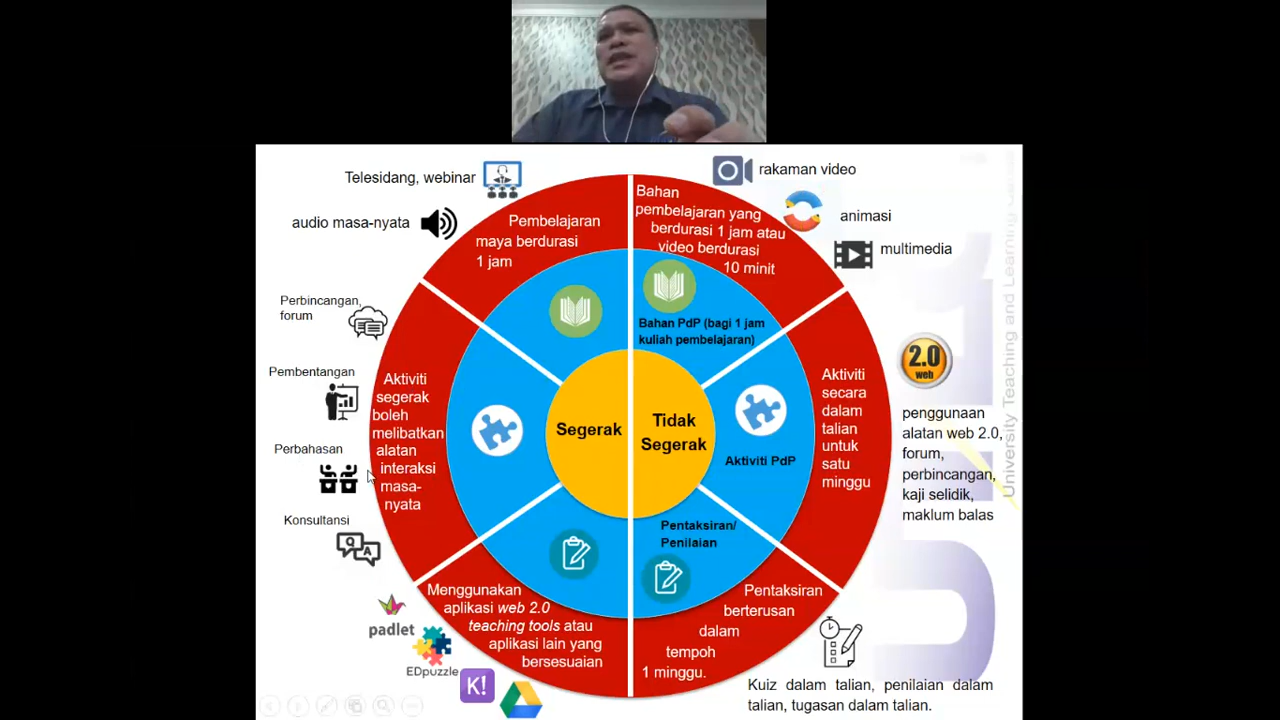 Telesidang, webinar
audio masa-nyata
Pembelajaran
maya berdurasi
1 jam
Bahan
pembelajaran yang
berdurasi 1 jam atau
video berdurasi
10 minit
rakaman video
animasi
multimedia
Perbincangan,
forum
Pembentangan
Perbahasan
Konsultansi
Q A
Aktiviti
segerak
boleh
melibatkan
alatan
interaksi
masa-
nyata
Bahan PdP (bagi 1 jam
kuliah pembelajaran)
Segerak
Tidak
Segerak
Aktiviti PdP
Aktiviti
secara
dalam
talian
untuk
satu
minggu
2.0
web
penggunaan
alatan web 2.0,
forum,
perbincangan,
kaji selidik,
maklum balas
Pentaksiran/
Penilaian
Menggunakan
aplikasi web 2.0
teaching tools atau
aplikasi lain yang
bersesuaian
Pentaksiran
berterusan
dalam
tempoh
1 minggu.
padlet
EDpuzzle
K!
Kuiz dalam talian, penilaian dalam
talian, tugasan dalam talian.
University Teaching and Learning